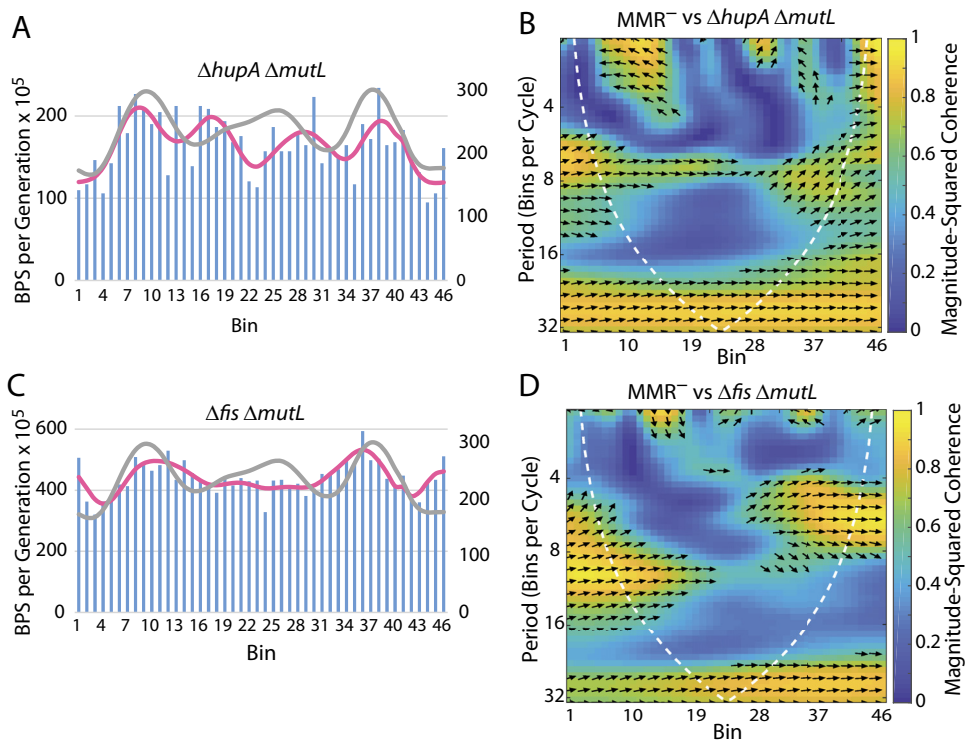 A
ΔhupA ΔmutL
BPS per Generation x 10⁵
200
100
0
300
200
100
0
1 4 7 10 13 16 19 22 25 28 31 34 37 40 43 46
Bin
B
MMR⁻ vs ΔhupA ΔmutL
Period (Bins per Cycle)
4
8
16
32
1 10 19 28 37 46
Bin
1
0.8
0.6
0.4
0.2
0
Magnitude-Squared Coherence
C
Δfis ΔmutL
BPS per Generation x 10⁵
600
400
200
0
300
200
100
0
1 4 7 10 13 16 19 22 25 28 31 34 37 40 43 46
Bin
D
MMR⁻ vs Δfis ΔmutL
Period (Bins per Cycle)
4
8
16
32
1 10 19 28 37 46
Bin
1
0.8
0.6
0.4
0.2
0
Magnitude-Squared Coherence